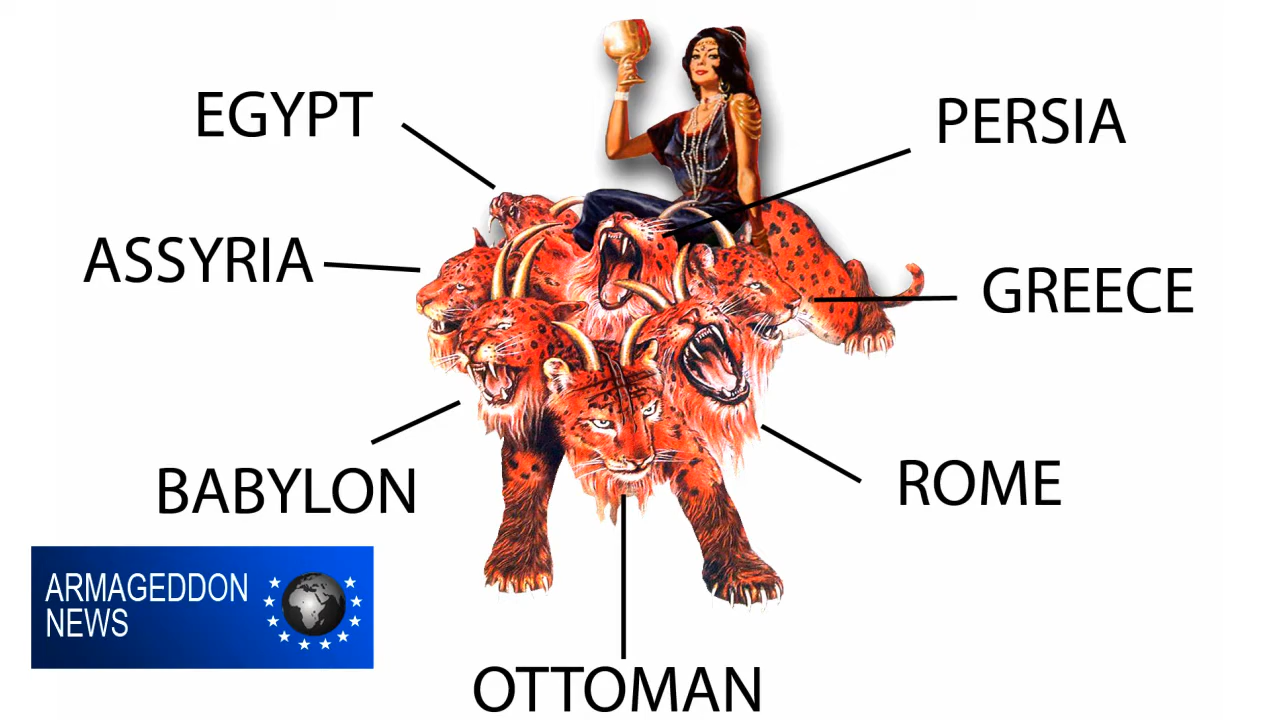 EGYPT
PERSIA
ASSYRIA
GREECE
BABYLON
ROME
ARMAGEDDON
NEWS
OTTOMAN